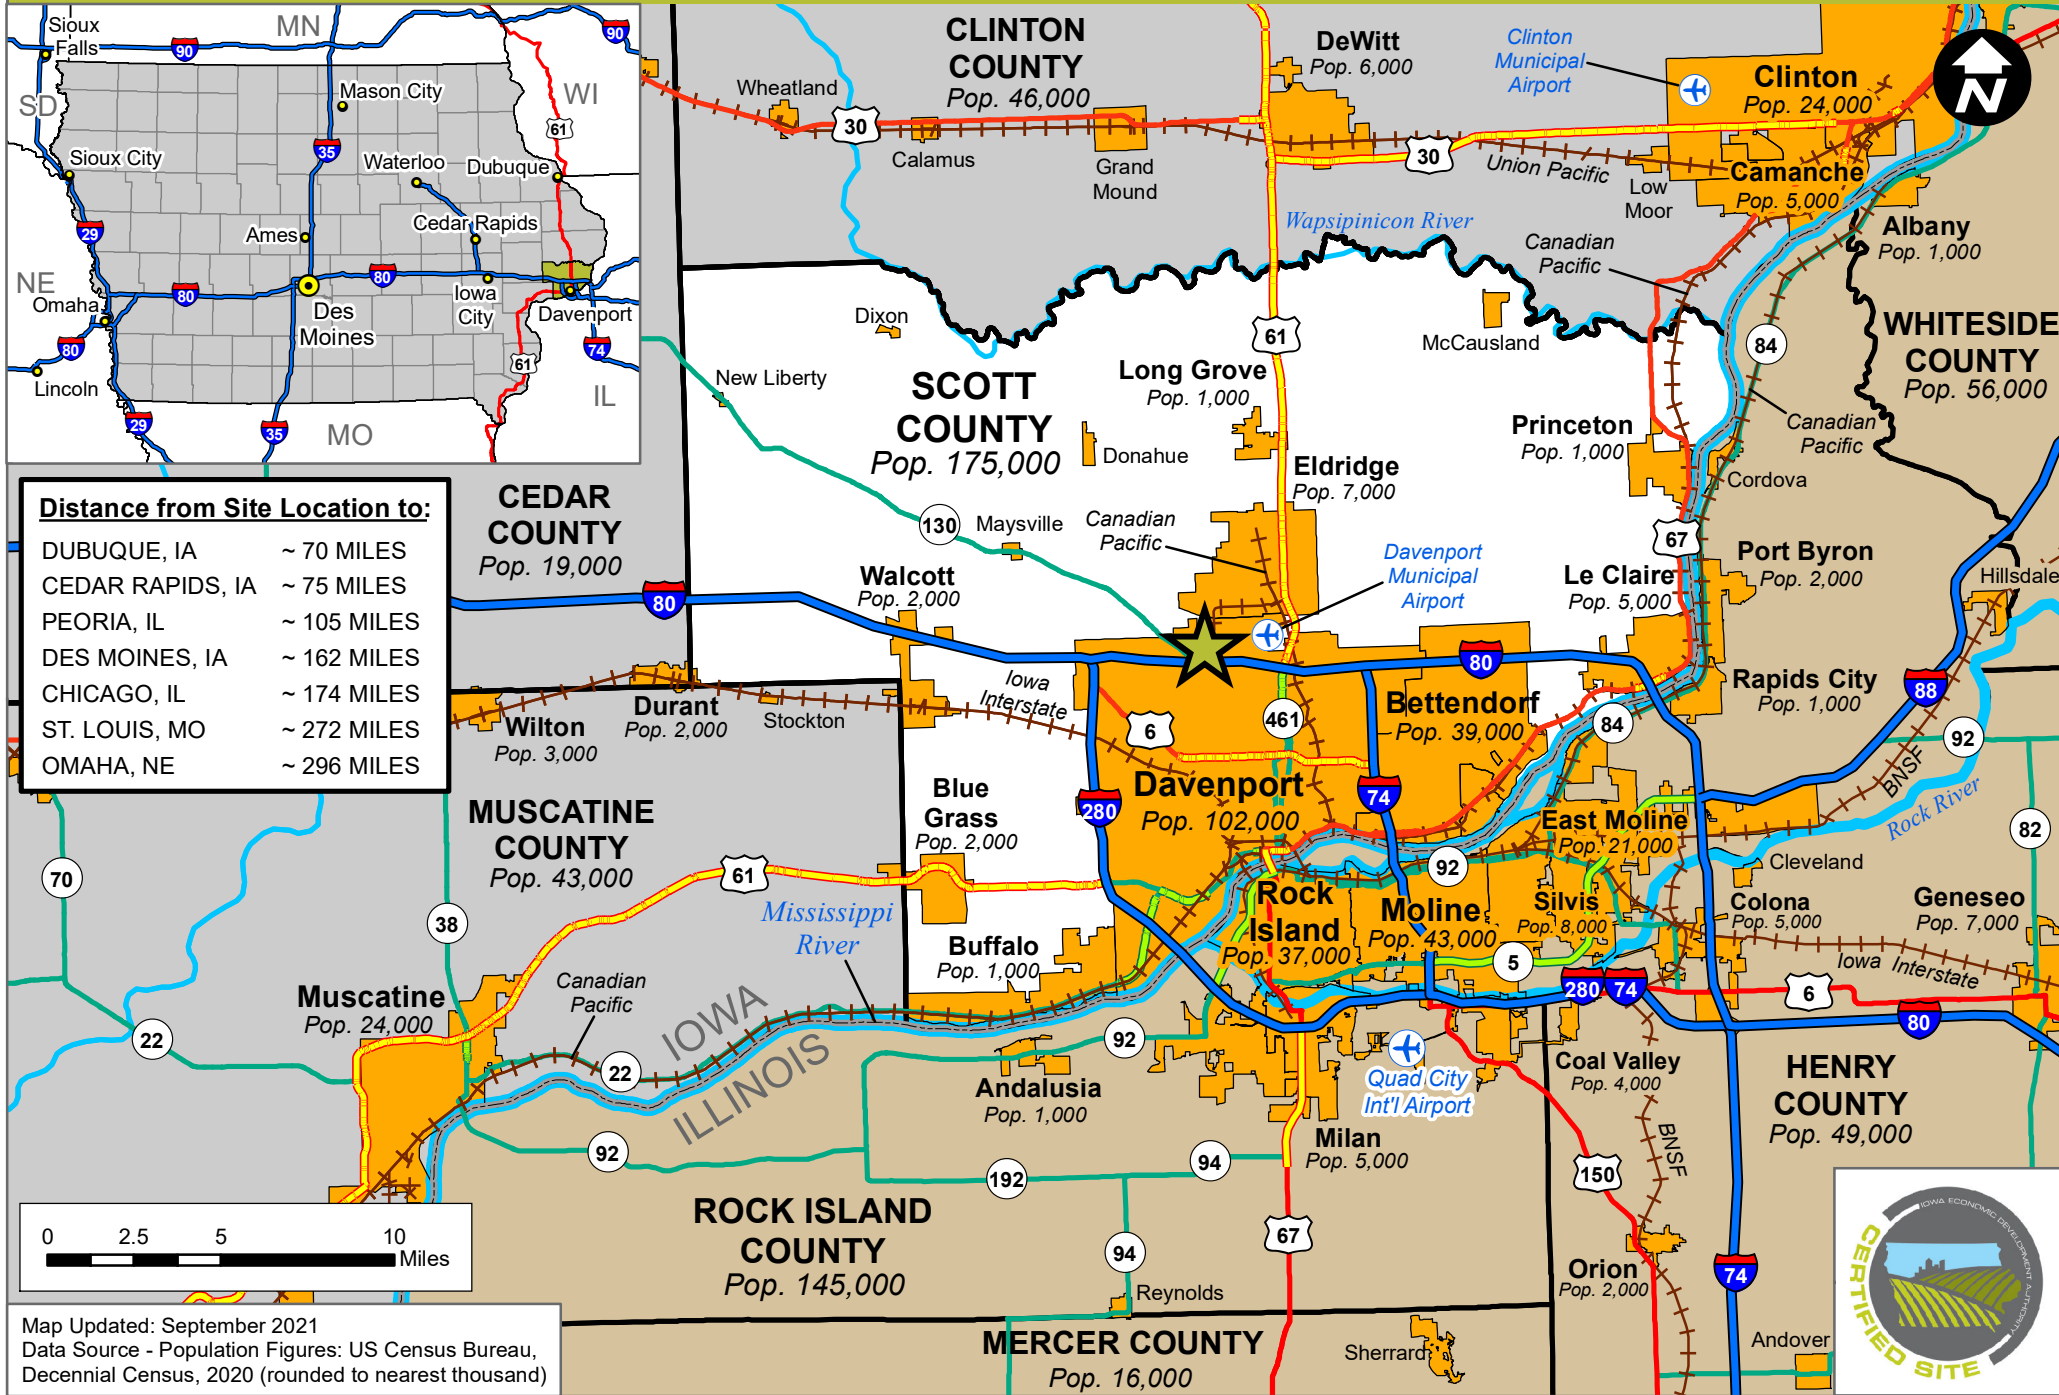 MN
Sioux
Falls
90
90
SD
Mason City
WI
61
35
Sioux City
Waterloo
Dubuque
29
Ames
Cedar Rapids
NE
80
80
Omaha
Des
Moines
Iowa
City
Davenport
80
61
74
Lincoln
IL
29
35
MO
CLINTON
COUNTY
Pop. 46,000
DeWitt
Pop. 6,000
Clinton
Municipal
Airport
Clinton
Pop. 24,000
N
Wheatland
30
Calamus
Grand
Mound
30
Union Pacific
Low
Moor
Camanche
Pop. 5,000
Albany
Pop. 1,000
Wapsipinicon River
Canadian
Pacific
Dixon
61
McCausland
84
WHITESIDE
COUNTY
Pop. 56,000
New Liberty
SCOTT
COUNTY
Pop. 175,000
Long Grove
Pop. 1,000
Donahue
Eldridge
Pop. 7,000
Princeton
Pop. 1,000
Canadian
Pacific
Cordova
Distance from Site Location to:
DUBUQUE, IA ~ 70 MILES
CEDAR RAPIDS, IA ~ 75 MILES
PEORIA, IL ~ 105 MILES
DES MOINES, IA ~ 162 MILES
CHICAGO, IL ~ 174 MILES
ST. LOUIS, MO ~ 272 MILES
OMAHA, NE ~ 296 MILES
CEDAR
COUNTY
Pop. 19,000
130
Maysville
Canadian
Pacific
Davenport
Municipal
Airport
67
Port Byron
Pop. 2,000
Le Claire
Pop. 5,000
Hillsdale
80
Walcott
Pop. 2,000
80
Rapids City
Pop. 1,000
88
Wilton
Pop. 3,000
Durant
Pop. 2,000
Stockton
Iowa
Interstate
6
461
Bettendorf
Pop. 39,000
84
92
BNSF
Rock River
82
MUSCATINE
COUNTY
Pop. 43,000
Blue
Grass
Pop. 2,000
280
Davenport
Pop. 102,000
74
East Moline
Pop. 21,000
Cleveland
70
61
92
38
Mississippi
River
Buffalo
Pop. 1,000
Rock
Island
Pop. 37,000
Moline
Pop. 43,000
Silvis
Pop. 8,000
Colona
Pop. 5,000
Geneseo
Pop. 7,000
5
Iowa Interstate
280
74
6
80
Muscatine
Pop. 24,000
Canadian
Pacific
IOWA
ILLINOIS
22
22
92
Andalusia
Pop. 1,000
Quad City
Int'l Airport
Coal Valley
Pop. 4,000
HENRY
COUNTY
Pop. 49,000
92
192
94
Milan
Pop. 5,000
BNSF
150
ROCK ISLAND
COUNTY
Pop. 145,000
94
67
74
Reynolds
Orion
Pop. 2,000
MERCER COUNTY
Pop. 16,000
Sherrard
Andover
0 2.5 5 10
Miles
Map Updated: September 2021
Data Source - Population Figures: US Census Bureau,
Decennial Census, 2020 (rounded to nearest thousand)
IOWA ECONOMIC DEVELOPMENT AUTHORITY
CERTIFIED SITE